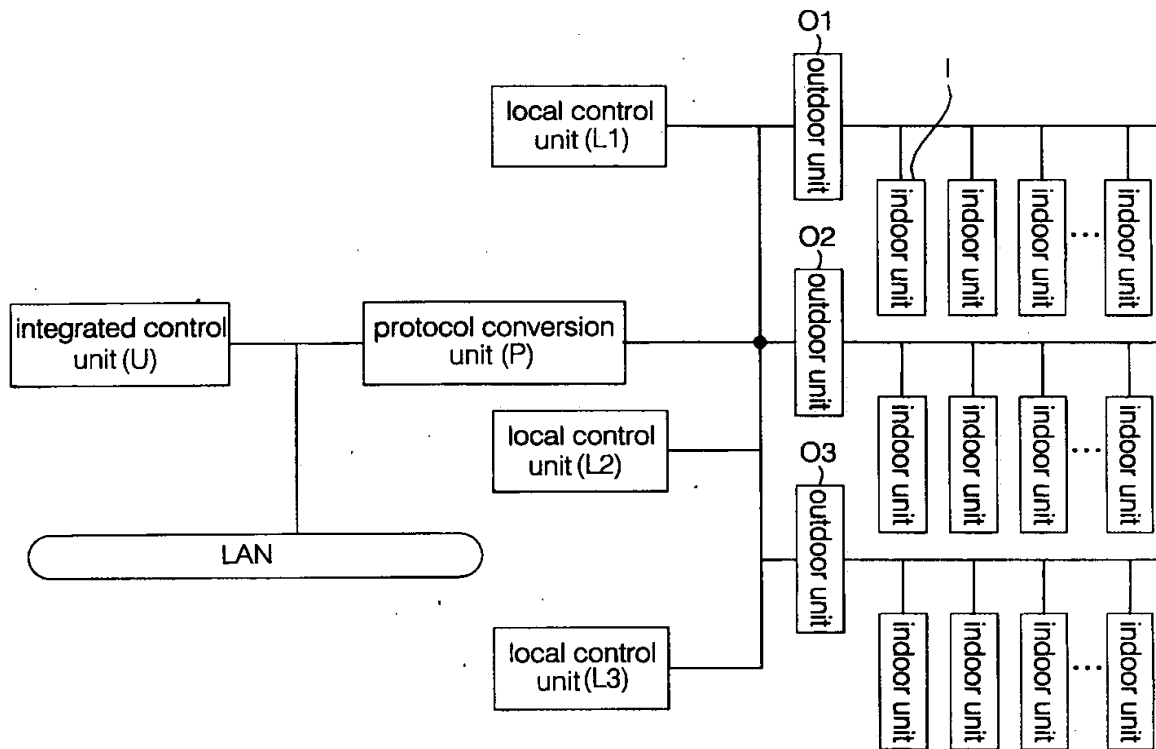 O1
I
local control
unit (L1)
outdoor unit
indoor unit
indoor unit
indoor unit
...
indoor unit
O2
integrated control
unit (U)
protocol conversion
unit (P)
outdoor unit
indoor unit
indoor unit
indoor unit
...
indoor unit
local control
unit (L2)
O3
outdoor unit
LAN
indoor unit
indoor unit
indoor unit
...
indoor unit
local control
unit (L3)